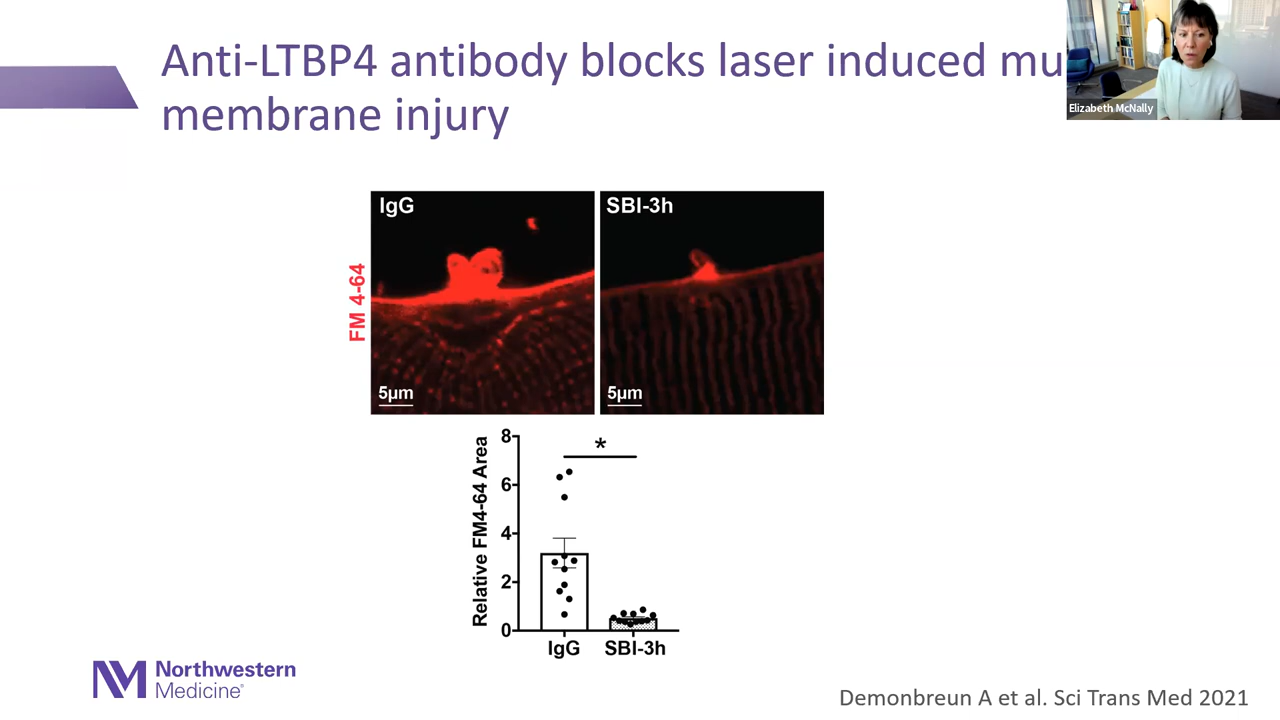 Anti-LTBP4 antibody blocks laser induced mu
membrane injury
Elizabeth McNally
IgG
SBI-3h
FM 4-64
5μm
5μm
Relative FM4-64 Area
8
6
4
2
0
*
IgG
SBI-3h
Northwestern
Medicine®
Demonbreun A et al. Sci Trans Med 2021